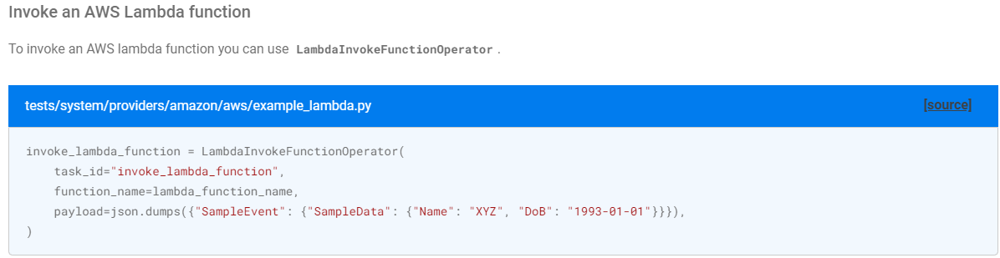 Invoke an AWS Lambda function
To invoke an AWS lambda function you can use LambdaInvokeFunctionOperator .
tests/system/providers/amazon/aws/example_lambda.py [source]
invoke_lambda_function = LambdaInvokeFunctionOperator(
    task_id="invoke_lambda_function",
    function_name=lambda_function_name,
    payload=json.dumps({"SampleEvent": {"SampleData": {"Name": "XYZ", "DoB": "1993-01-01"}}}),
)